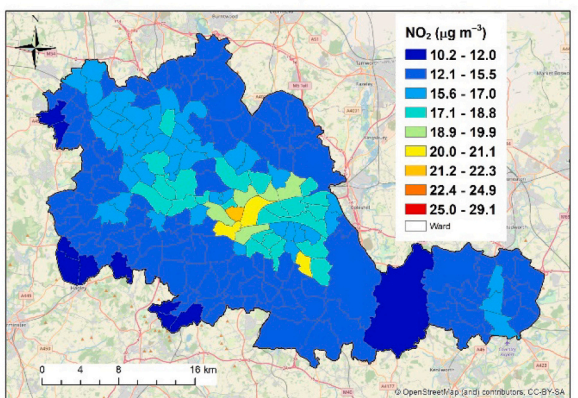 NO₂ (μg m⁻³)
10.2 - 12.0
12.1 - 15.5
15.6 - 17.0
17.1 - 18.8
18.9 - 19.9
20.0 - 21.1
21.2 - 22.3
22.4 - 24.9
25.0 - 29.1
Ward
0 4 8 16 km
© OpenStreetMap (and) contributors, CC-BY-SA